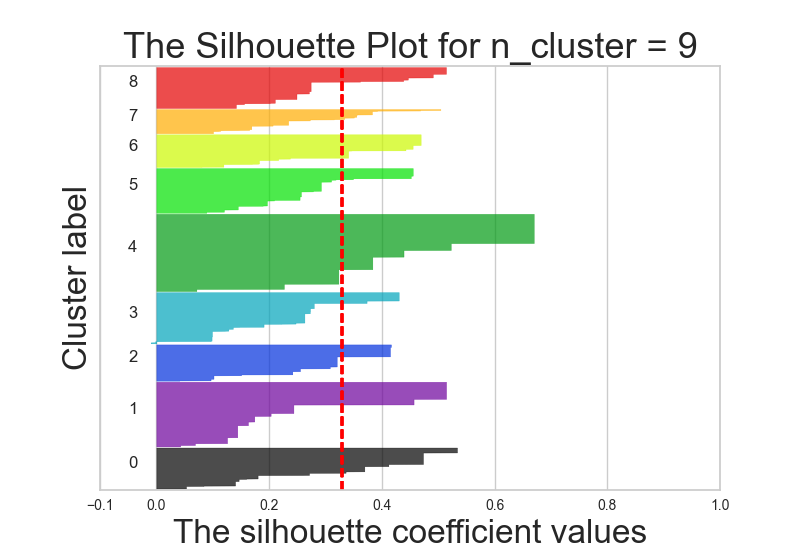 The Silhouette Plot for n_cluster = 9
Cluster label
8
7
6
5
4
3
2
1
0
−0.1 0.0 0.2 0.4 0.6 0.8 1.0
The silhouette coefficient values